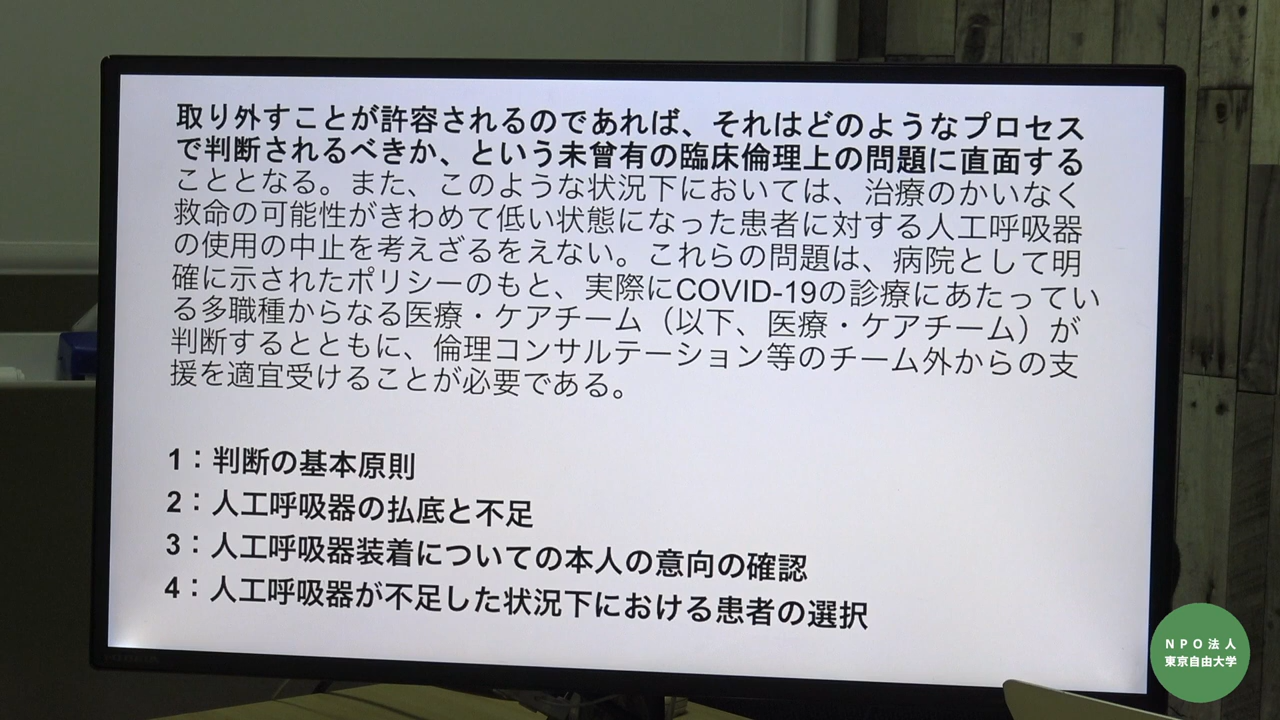 取り外すことが許容されるのであれば、それはどのようなプロセス
で判断されるべきか、という未曾有の臨床倫理上の問題に直面する
こととなる。また、このような状況下においては、治療のかいなく
救命の可能性がきわめて低い状態になった患者に対する人工呼吸器
の使用の中止を考えざるをえない。これらの問題は、病院として明
確に示されたポリシーのもと、実際にCOVID-19の診療にあたってい
る多職種からなる医療・ケアチーム（以下、医療・ケアチーム）が
判断するとともに、倫理コンサルテーション等のチーム外からの支
援を適宜受けることが必要である。
1：判断の基本原則
2：人工呼吸器の払底と不足
3：人工呼吸器装着についての本人の意向の確認
4：人工呼吸器が不足した状況下における患者の選択
NPO法人
東京自由大学